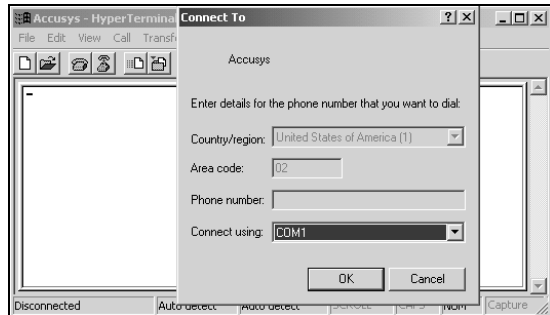 Accusys - HyperTerminal
Connect To
File Edit View Call
Accusys
Enter details for the phone number that you want to dial:
Country/region: United States of America (1)
Area code: 02
Phone number:
Connect using: COM1
OK Cancel
Disconnected Auto detect Auto detect SCROLL CAPS NUM Capture